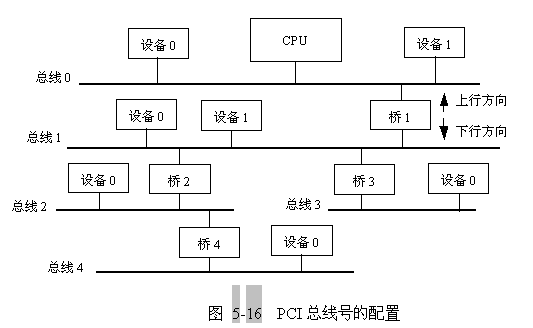 设备 0
CPU
设备 1
总线 0
上行方向
设备 0
设备 1
桥 1
下行方向
总线 1
设备 0
桥 2
桥 3
设备 0
总线 2
总线 3
桥 4
设备 0
总线 4
图 5-16 PCI 总线号的配置